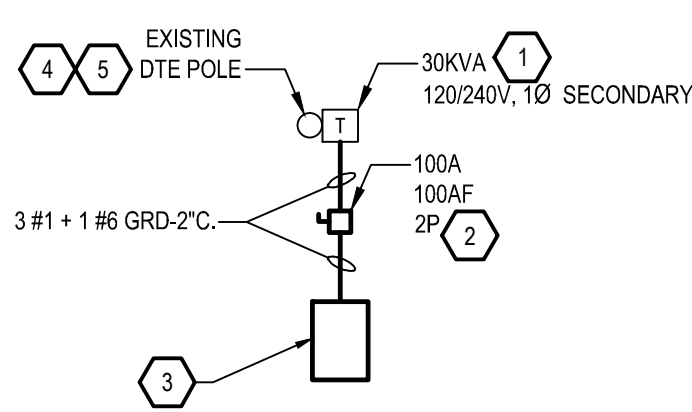 4 5
EXISTING
DTE POLE
30KVA
1
120/240V, 1Ø SECONDARY
T
100A
100AF
2P
2
3 #1 + 1 #6 GRD-2"C.
3